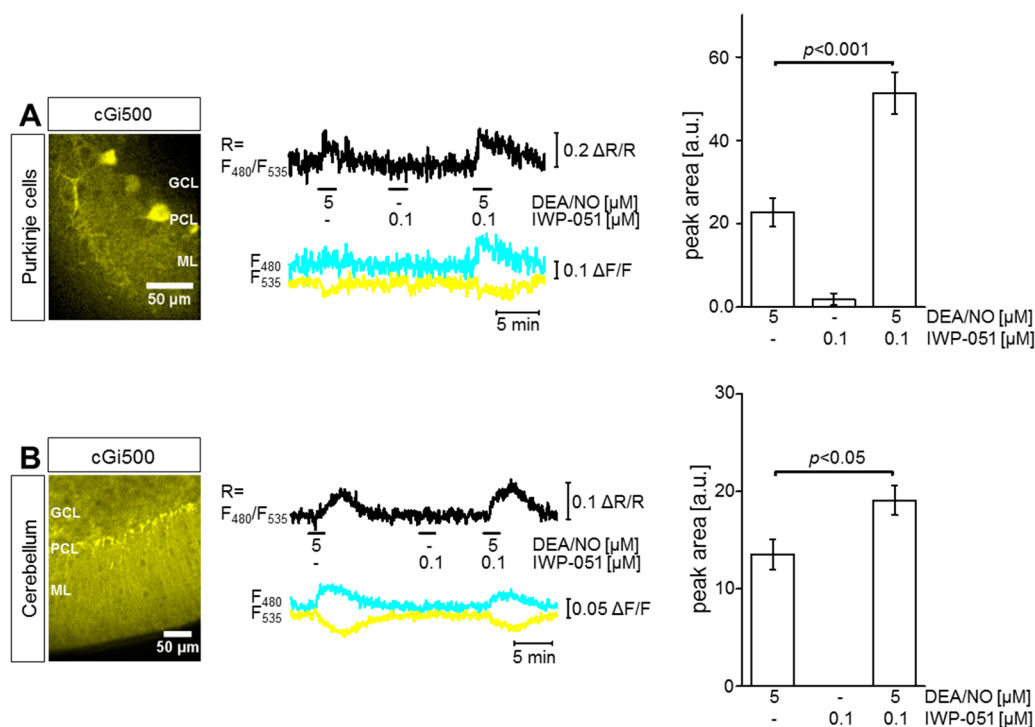 A
cGi500
Purkinje cells
GCL
PCL
ML
50 µm
R=
F480/F535
0.2 ΔR/R
5 - 5 DEA/NO [µM]
- 0.1 0.1 IWP-051 [µM]
F480
F535
0.1 ΔF/F
5 min
peak area [a.u.]
60
40
20
0.0
p<0.001
5 - 5 DEA/NO [µM]
- 0.1 0.1 IWP-051 [µM]
B
cGi500
Cerebellum
GCL
PCL
ML
50 µm
R=
F480/F535
0.1 ΔR/R
5 - 5 DEA/NO [µM]
- 0.1 0.1 IWP-051 [µM]
F480
F535
0.05 ΔF/F
5 min
peak area [a.u.]
30
20
10
0
p<0.05
5 - 5 DEA/NO [µM]
- 0.1 0.1 IWP-051 [µM]